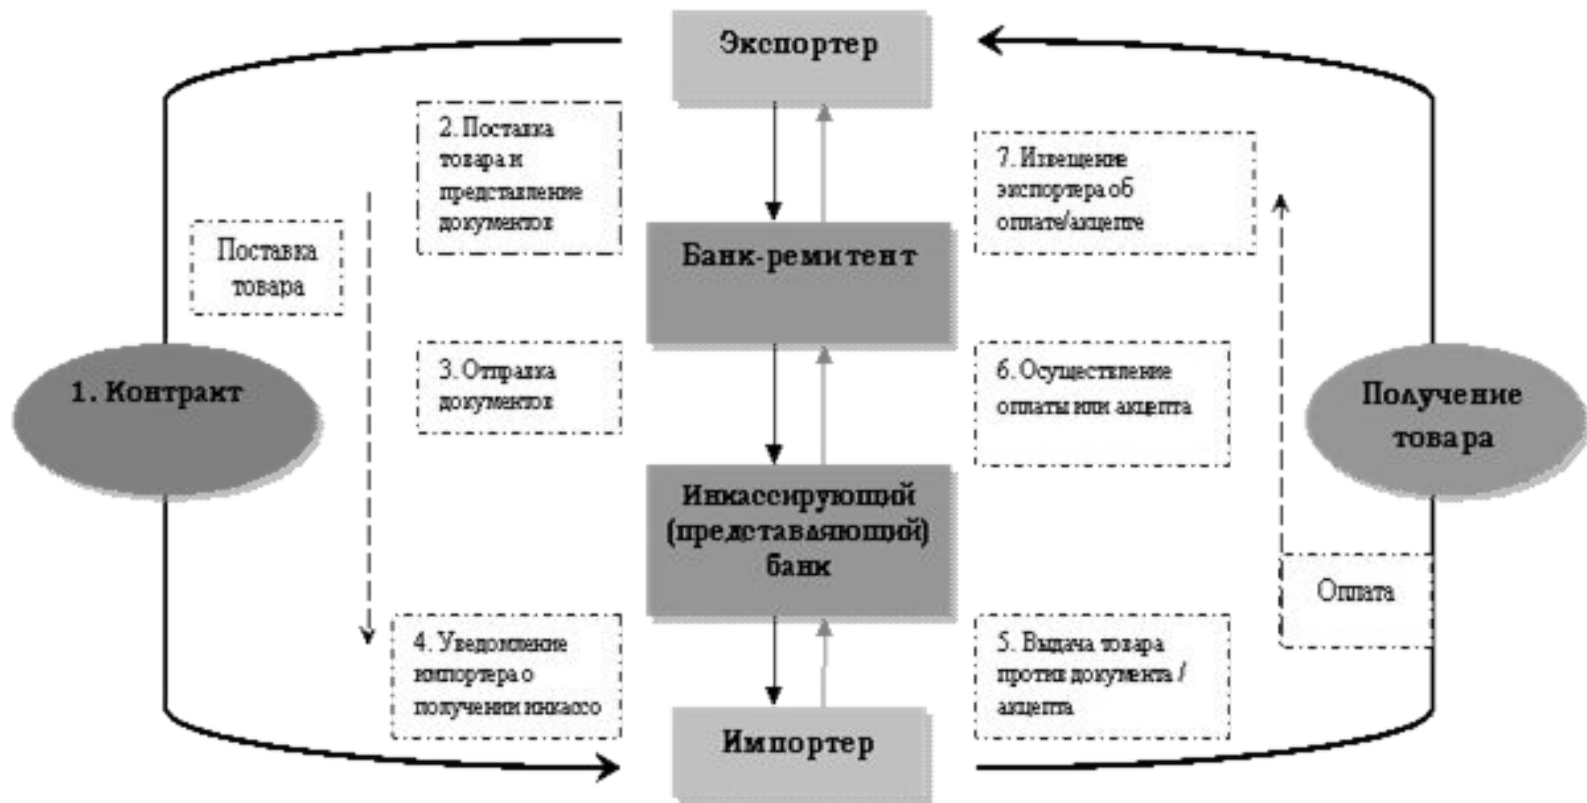 Экспортер
2. Поставка
товара и
представление
документов
7. Извещение
экспортера об
оплате/акцепте
Поставка
товара
Банк-ремитент
1. Контракт
3. Отправка
документов
6. Осуществление
оплаты или акцепта
Получение
товара
Инкассирующий
(представляющий)
банк
Оплата
4. Уведомление
импортера о
получении инкассо
5. Выдача товара
против документа /
акцепта
Импортер